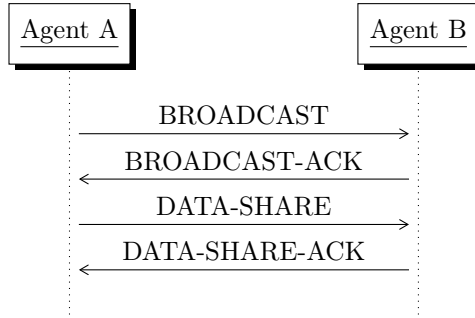 Agent A
Agent B
BROADCAST
BROADCAST-ACK
DATA-SHARE
DATA-SHARE-ACK